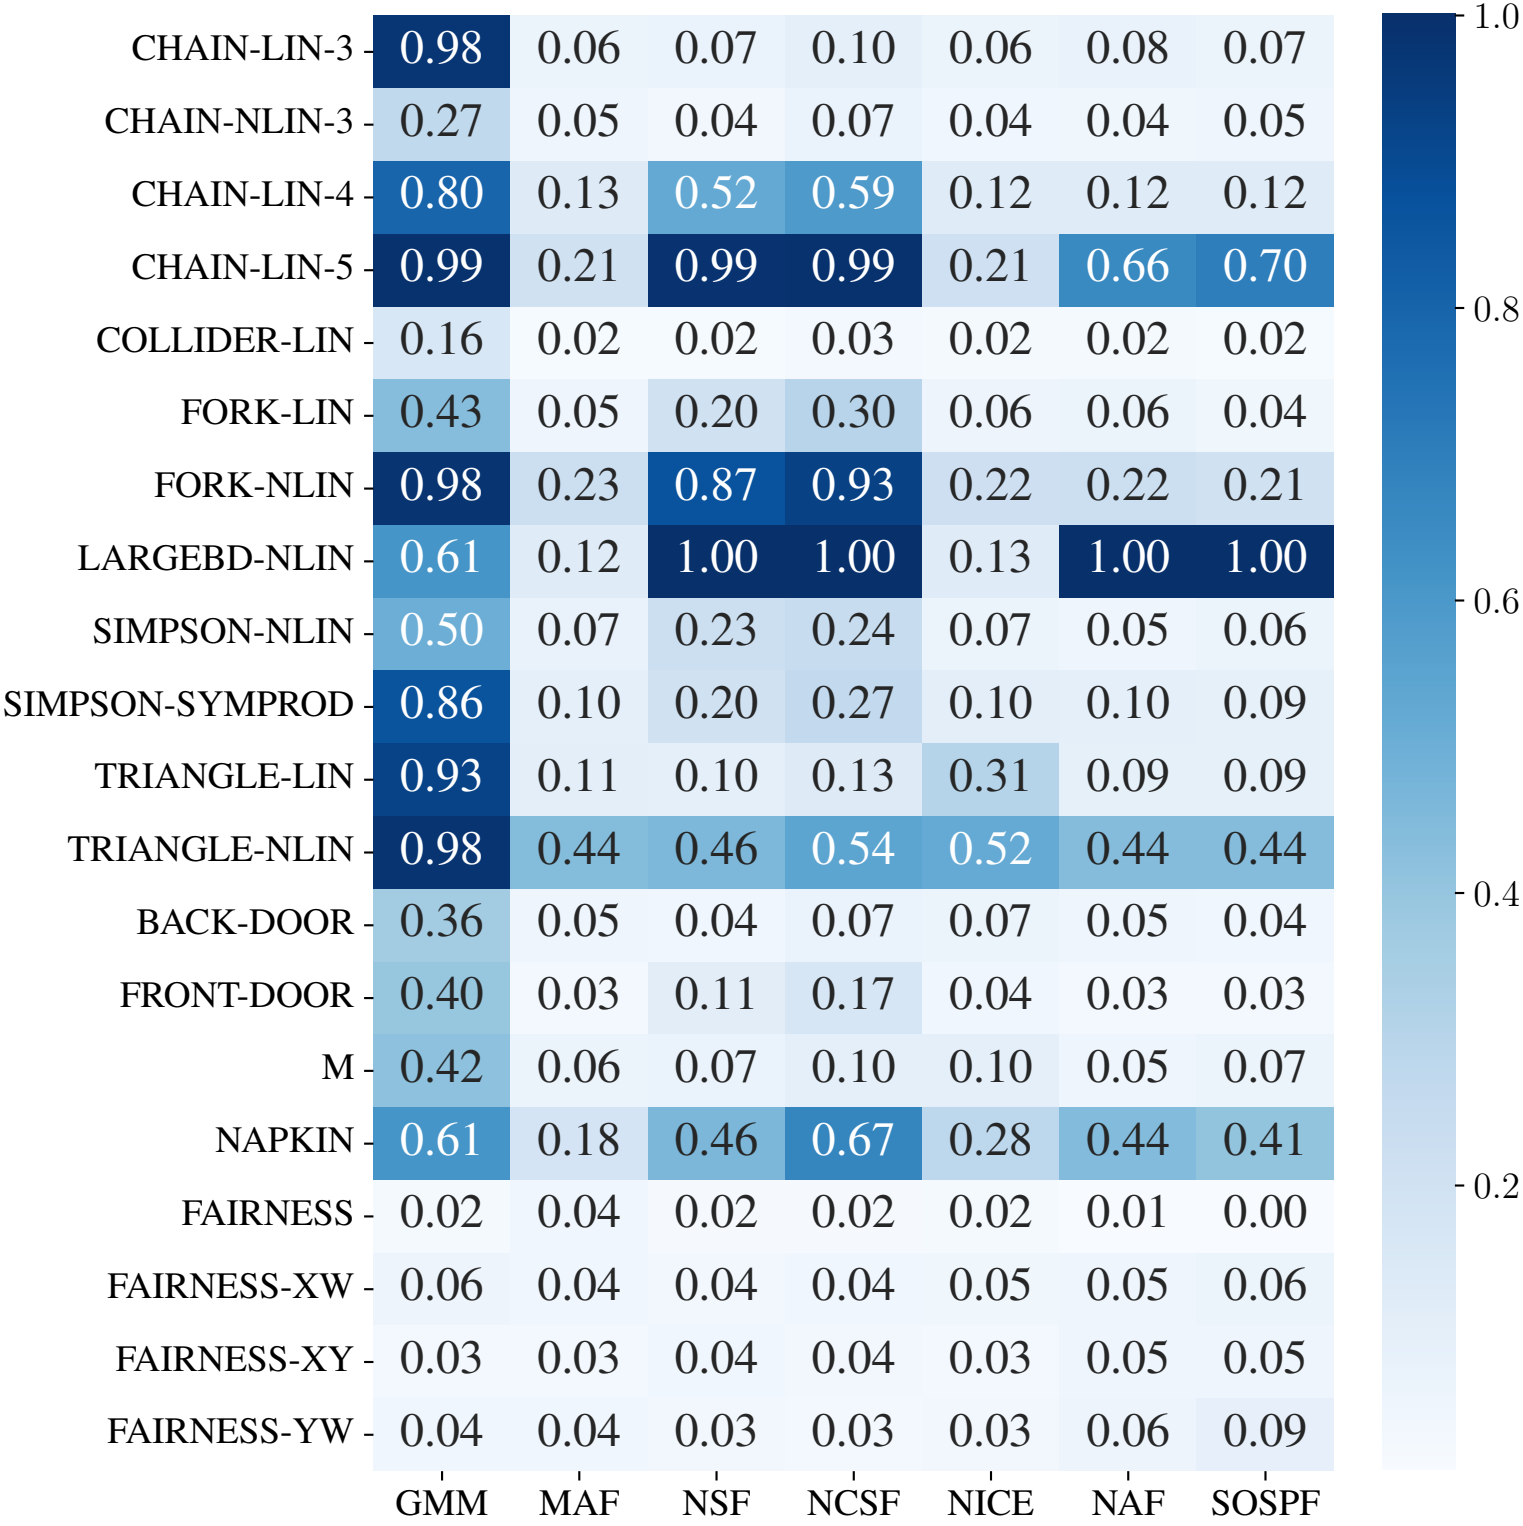 CHAIN-LIN-3 0.98 0.06 0.07 0.10 0.06 0.08 0.07
CHAIN-NLIN-3 0.27 0.05 0.04 0.07 0.04 0.04 0.05
CHAIN-LIN-4 0.80 0.13 0.52 0.59 0.12 0.12 0.12
CHAIN-LIN-5 0.99 0.21 0.99 0.99 0.21 0.66 0.70
COLLIDER-LIN 0.16 0.02 0.02 0.03 0.02 0.02 0.02
FORK-LIN 0.43 0.05 0.20 0.30 0.06 0.06 0.04
FORK-NLIN 0.98 0.23 0.87 0.93 0.22 0.22 0.21
LARGEBD-NLIN 0.61 0.12 1.00 1.00 0.13 1.00 1.00
SIMPSON-NLIN 0.50 0.07 0.23 0.24 0.07 0.05 0.06
SIMPSON-SYMPROD 0.86 0.10 0.20 0.27 0.10 0.10 0.09
TRIANGLE-LIN 0.93 0.11 0.10 0.13 0.31 0.09 0.09
TRIANGLE-NLIN 0.98 0.44 0.46 0.54 0.52 0.44 0.44
BACK-DOOR 0.36 0.05 0.04 0.07 0.07 0.05 0.04
FRONT-DOOR 0.40 0.03 0.11 0.17 0.04 0.03 0.03
M 0.42 0.06 0.07 0.10 0.10 0.05 0.07
NAPKIN 0.61 0.18 0.46 0.67 0.28 0.44 0.41
FAIRNESS 0.02 0.04 0.02 0.02 0.02 0.01 0.00
FAIRNESS-XW 0.06 0.04 0.04 0.04 0.05 0.05 0.06
FAIRNESS-XY 0.03 0.03 0.04 0.04 0.03 0.05 0.05
FAIRNESS-YW 0.04 0.04 0.03 0.03 0.03 0.06 0.09
GMM MAF NSF NCSF NICE NAF SOSPF
1.0
0.8
0.6
0.4
0.2